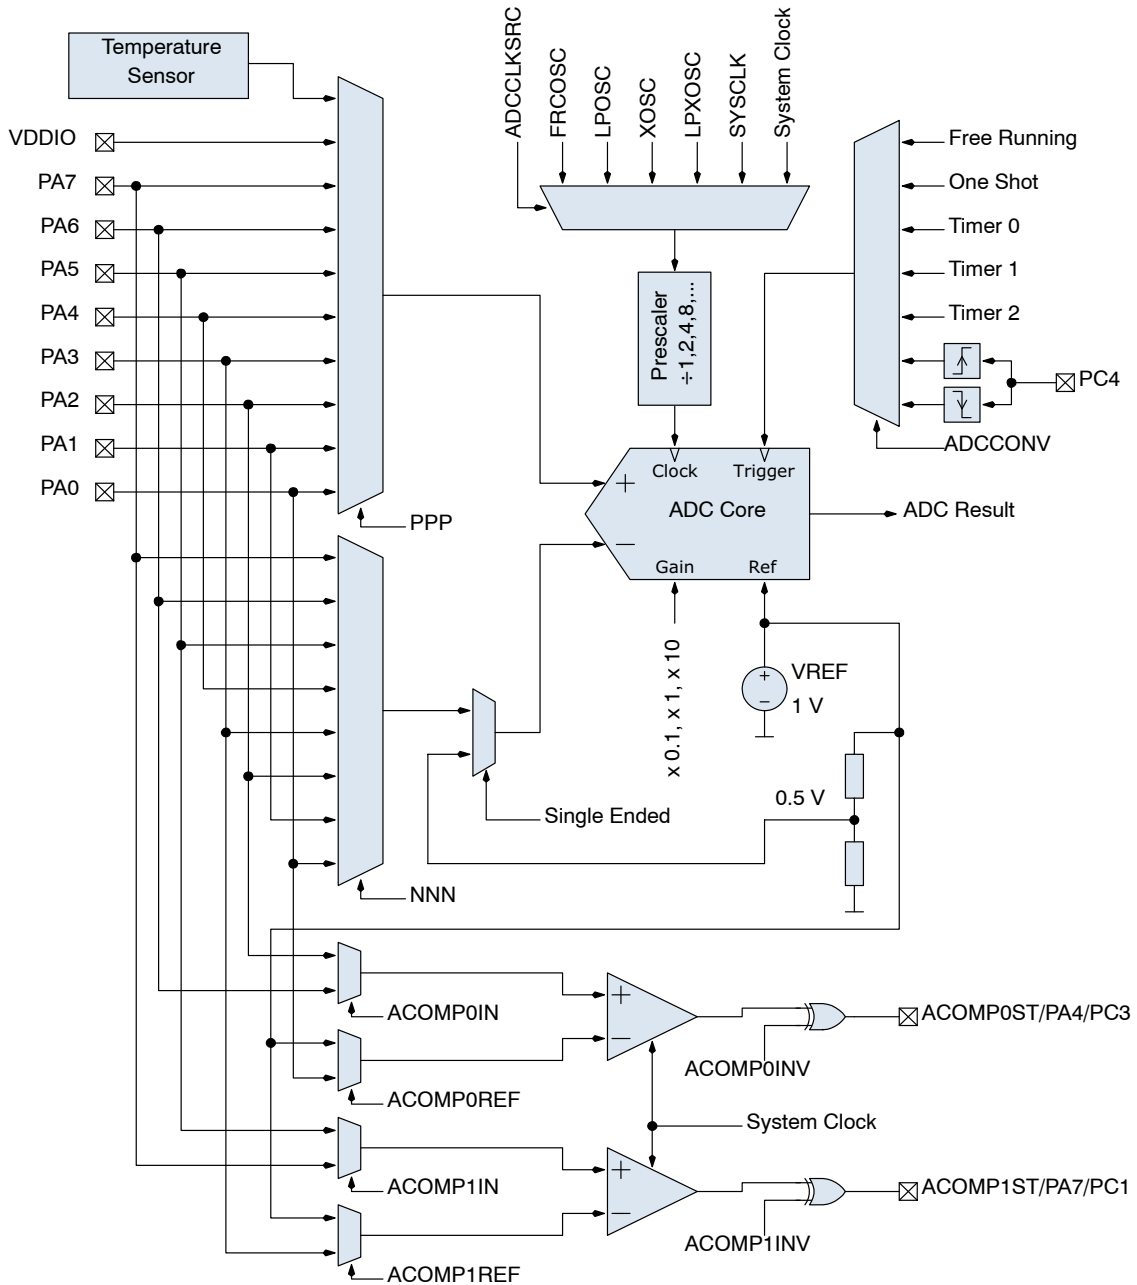 Temperature
Sensor
VDDIO
PA7
PA6
PA5
PA4
PA3
PA2
PA1
PA0
PPP
NNN
ADCCLKSRC
FRCOSC
LPOSC
XOSC
LPXOSC
SYSCLK
System Clock
Prescaler
÷1,2,4,8,...
Free Running
One Shot
Timer 0
Timer 1
Timer 2
PC4
ADCCONV
Clock
Trigger
+
ADC Core
−
Gain
Ref
ADC Result
x 0.1, x 1, x 10
+
VREF
−
1 V
0.5 V
Single Ended
ACOMP0IN
ACOMP0REF
+
−
ACOMP0INV
ACOMP0ST/PA4/PC3
System Clock
ACOMP1IN
ACOMP1REF
+
−
ACOMP1INV
ACOMP1ST/PA7/PC1